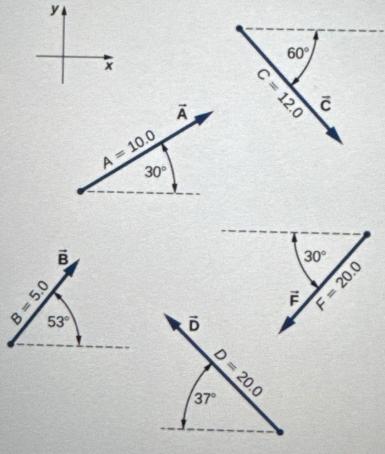 y
x
60°
C = 12.0
C
A
A = 10.0
30°
30°
F
F = 20.0
B
B = 5.0
53°
D
D = 20.0
37°